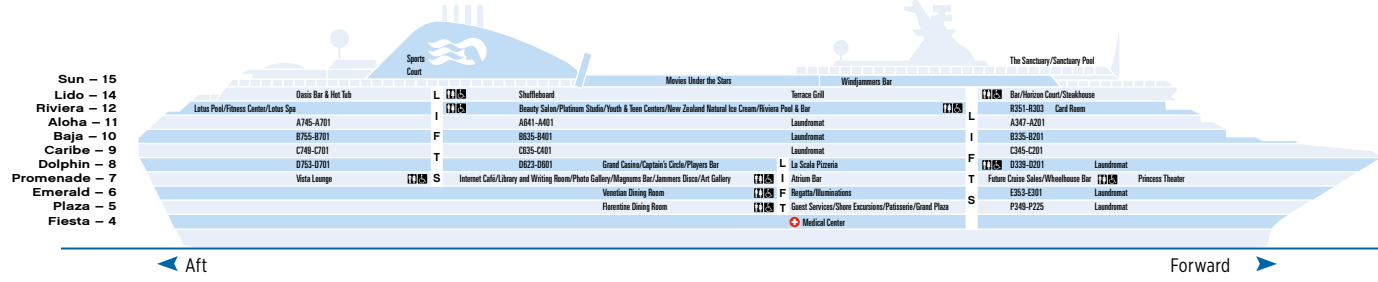 Sports
Court
The Sanctuary/Sanctuary Pool
Sun – 15 Movies Under the Stars Windjammers Bar
Lido – 14 Oasis Bar & Hot Tub L Shuffleboard Terrace Grill Bar/Horizon Court/Steakhouse
Riviera – 12 Lotus Pool/Fitness Center/Lotus Spa I Beauty Salon/Platinum Studio/Youth & Teen Centers/New Zealand Natural Ice Cream/Riviera Pool & Bar L R351-R303 Card Room
Aloha – 11 A745-A701 A641-A401 Laundromat A347-A201
Baja – 10 B755-B701 F B635-B401 Laundromat I B335-B201
Caribe – 9 C749-C701 T C635-C401 Laundromat F C345-C201
Dolphin – 8 D753-D701 D623-D601 Grand Casino/Captain's Circle/Players Bar L La Scala Pizzeria D339-D201 Laundromat
Promenade – 7 Vista Lounge S Internet Café/Library and Writing Room/Photo Gallery/Magnums Bar/Jammers Disco/Art Gallery I Atrium Bar T Future Cruise Sales/Wheelhouse Bar Princess Theater
Emerald – 6 Venetian Dining Room F Regatta/Illuminations E353-E301 Laundromat
Plaza – 5 Florentine Dining Room T Guest Services/Shore Excursions/Patisserie/Grand Plaza S P349-P225 Laundromat
Fiesta – 4 Medical Center
Aft Forward